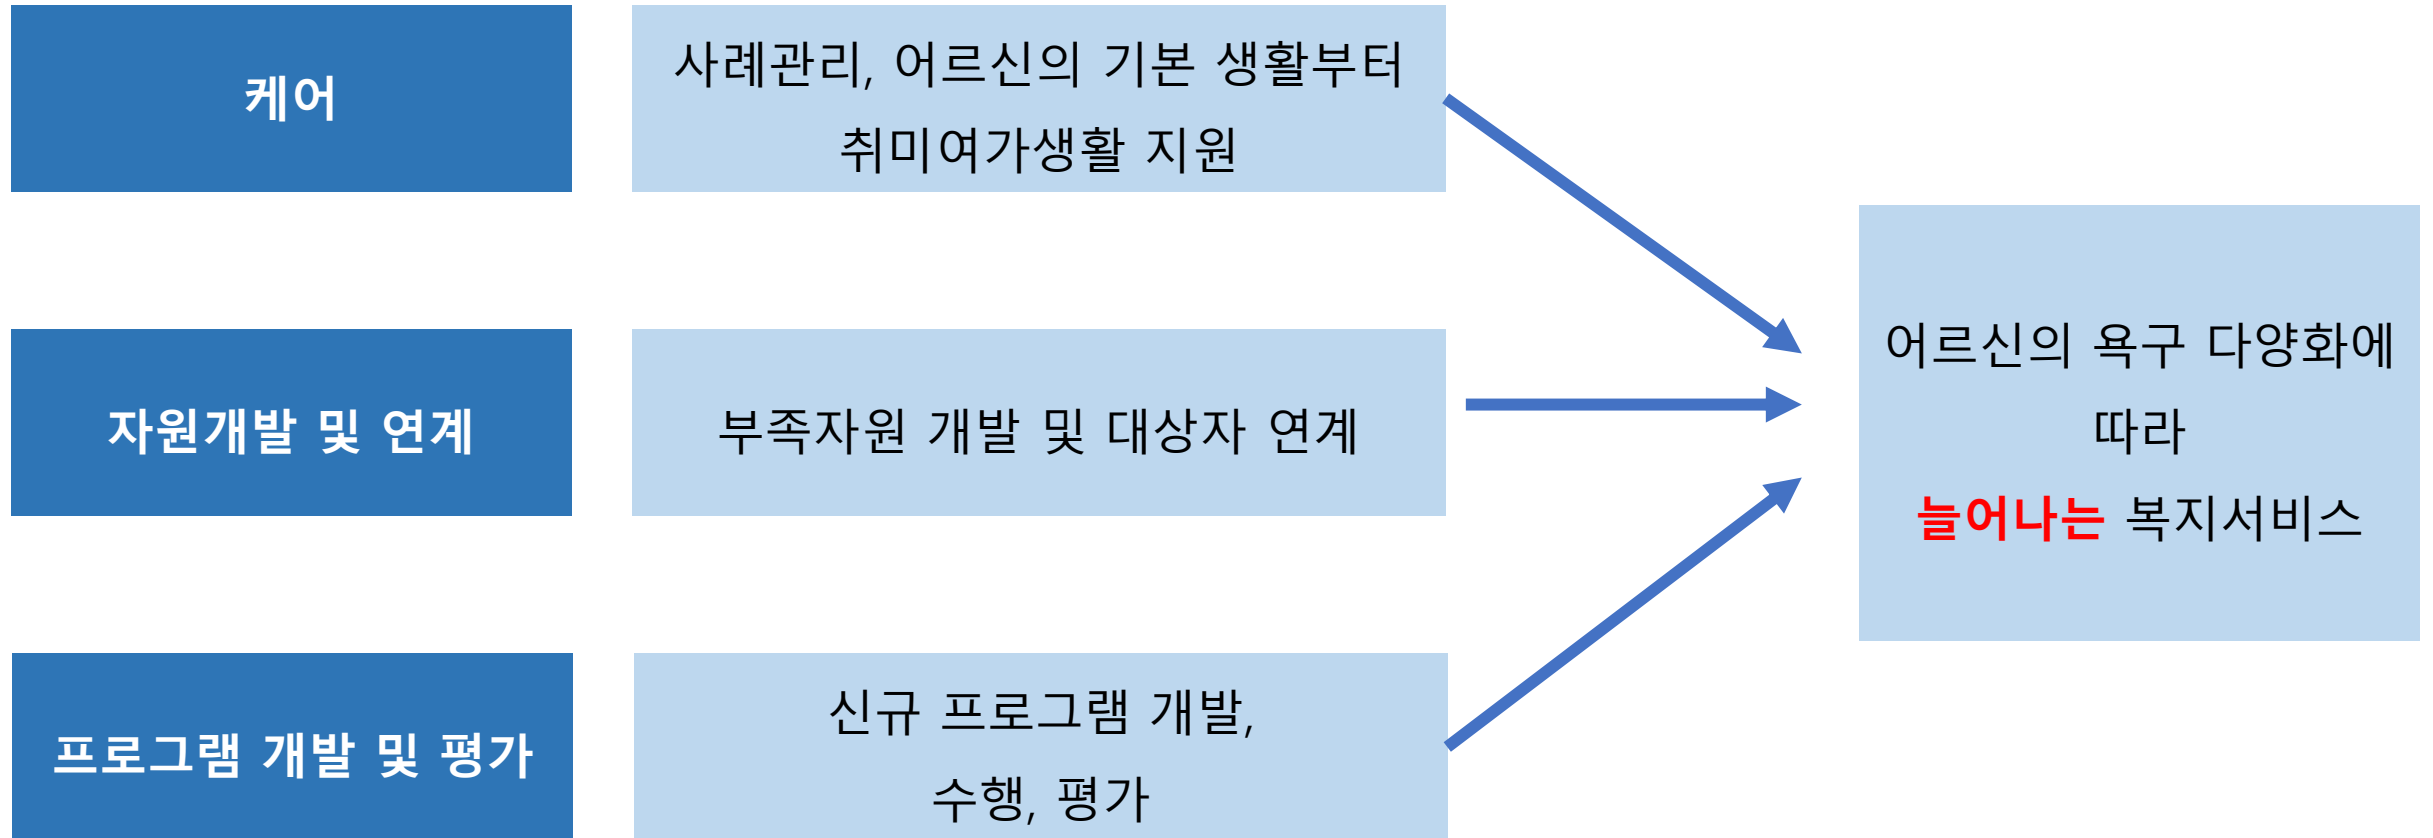 케어
사례관리, 어르신의 기본 생활부터
취미여가생활 지원
자원개발 및 연계
부족자원 개발 및 대상자 연계
프로그램 개발 및 평가
신규 프로그램 개발,
수행, 평가
어르신의 욕구 다양화에
따라
늘어나는 복지서비스